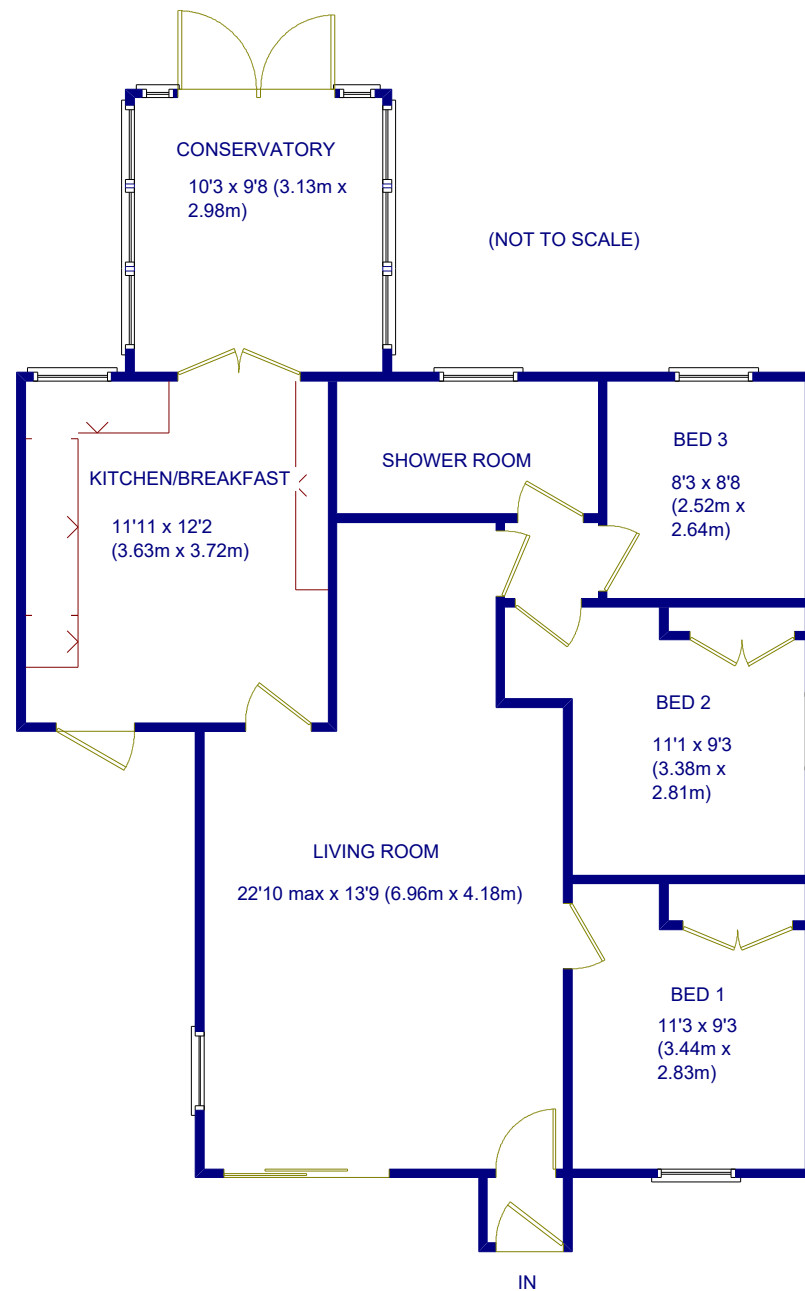 CONSERVATORY
10'3 x 9'8 (3.13m x
2.98m)
(NOT TO SCALE)
KITCHEN/BREAKFAST
11'11 x 12'2
(3.63m x 3.72m)
SHOWER ROOM
BED 3
8'3 x 8'8
(2.52m x
2.64m)
BED 2
11'1 x 9'3
(3.38m x
2.81m)
LIVING ROOM
22'10 max x 13'9 (6.96m x 4.18m)
BED 1
11'3 x 9'3
(3.44m x
2.83m)
IN